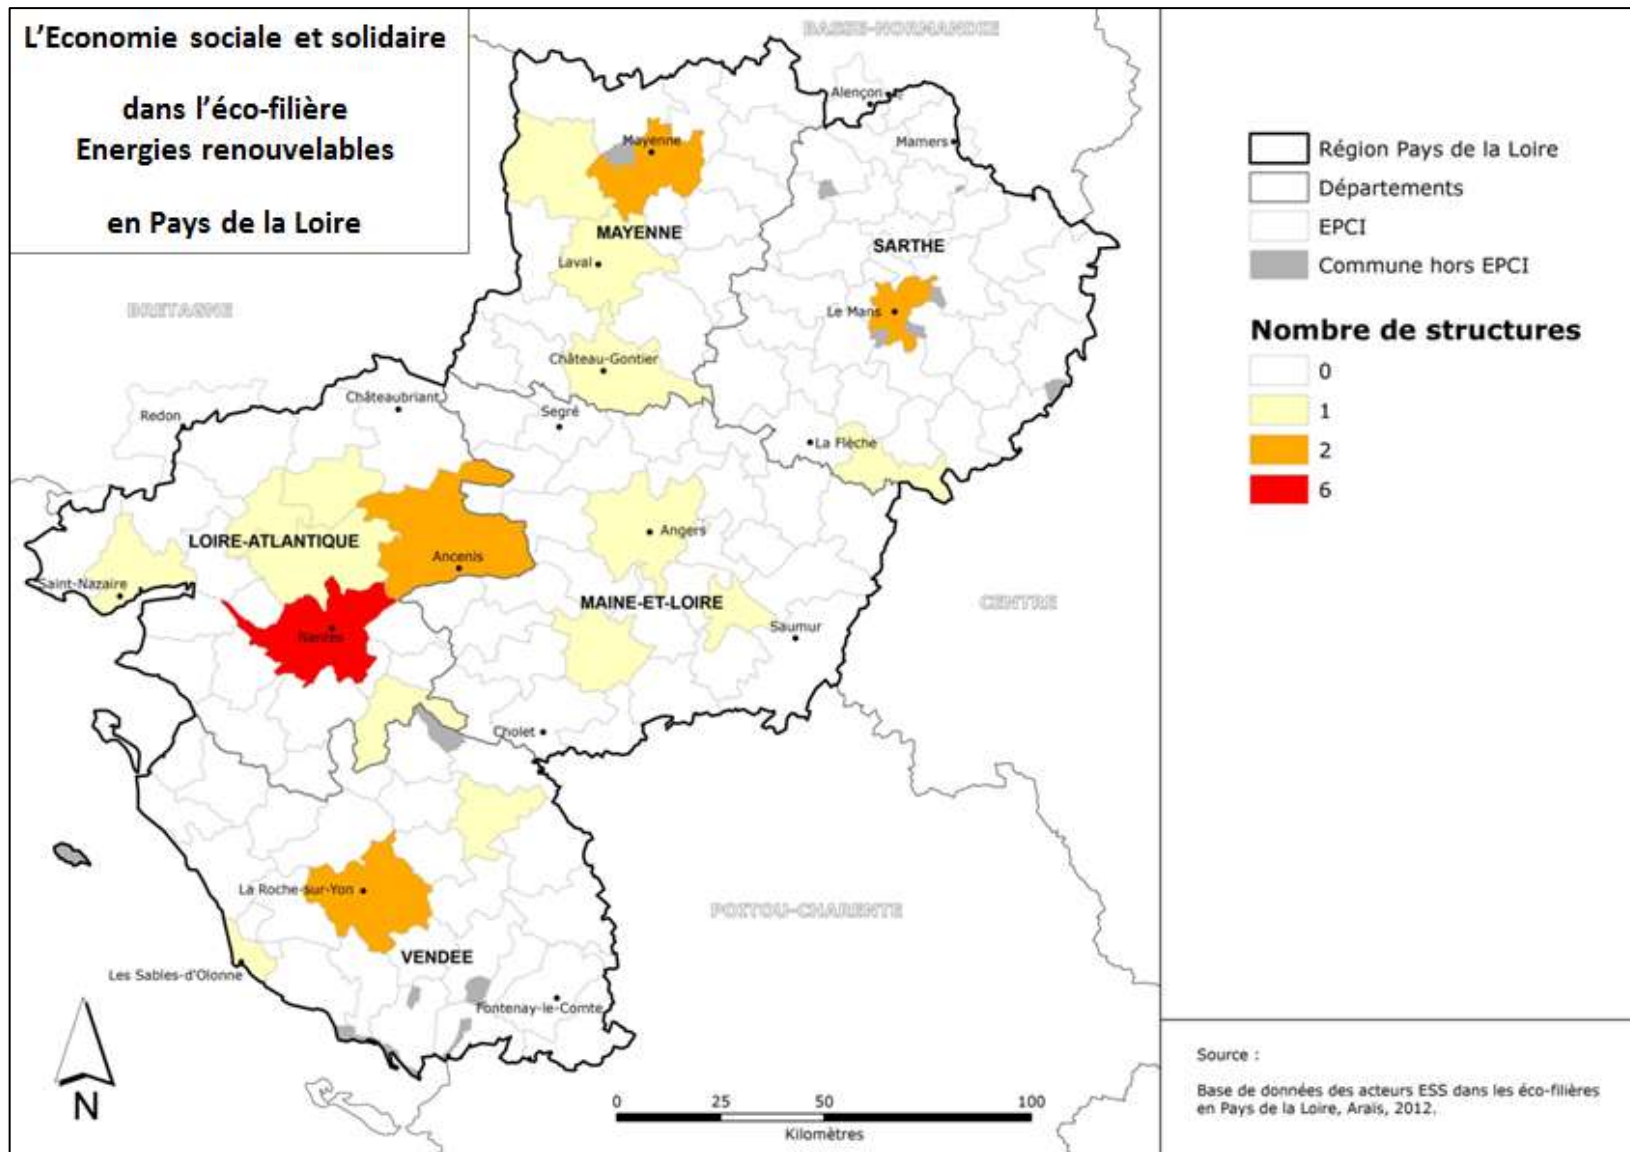 L'Economie sociale et solidaire
dans l'éco-filière
Energies renouvelables
en Pays de la Loire
BASSE-NORMANDIE
Alençon
Mamers
Mayenne
MAYENNE
SARTHE
Laval
Le Mans
BRETAGNE
Château-Gontier
Châteaubriant
Segré
Redon
La Flèche
LOIRE-ATLANTIQUE
Angers
Ancenis
Saint-Nazaire
MAINE-ET-LOIRE
CENTRE
Nantes
Saumur
Cholet
La Roche-sur-Yon
POITOU-CHARENTE
VENDEE
Les Sables-d'Olonne
Fontenay-le-Comte
N
0 25 50 100
Kilomètres
Région Pays de la Loire
Départements
EPCI
Commune hors EPCI
Nombre de structures
0
1
2
6
Source :
Base de données des acteurs ESS dans les éco-filières
en Pays de la Loire, Arais, 2012.